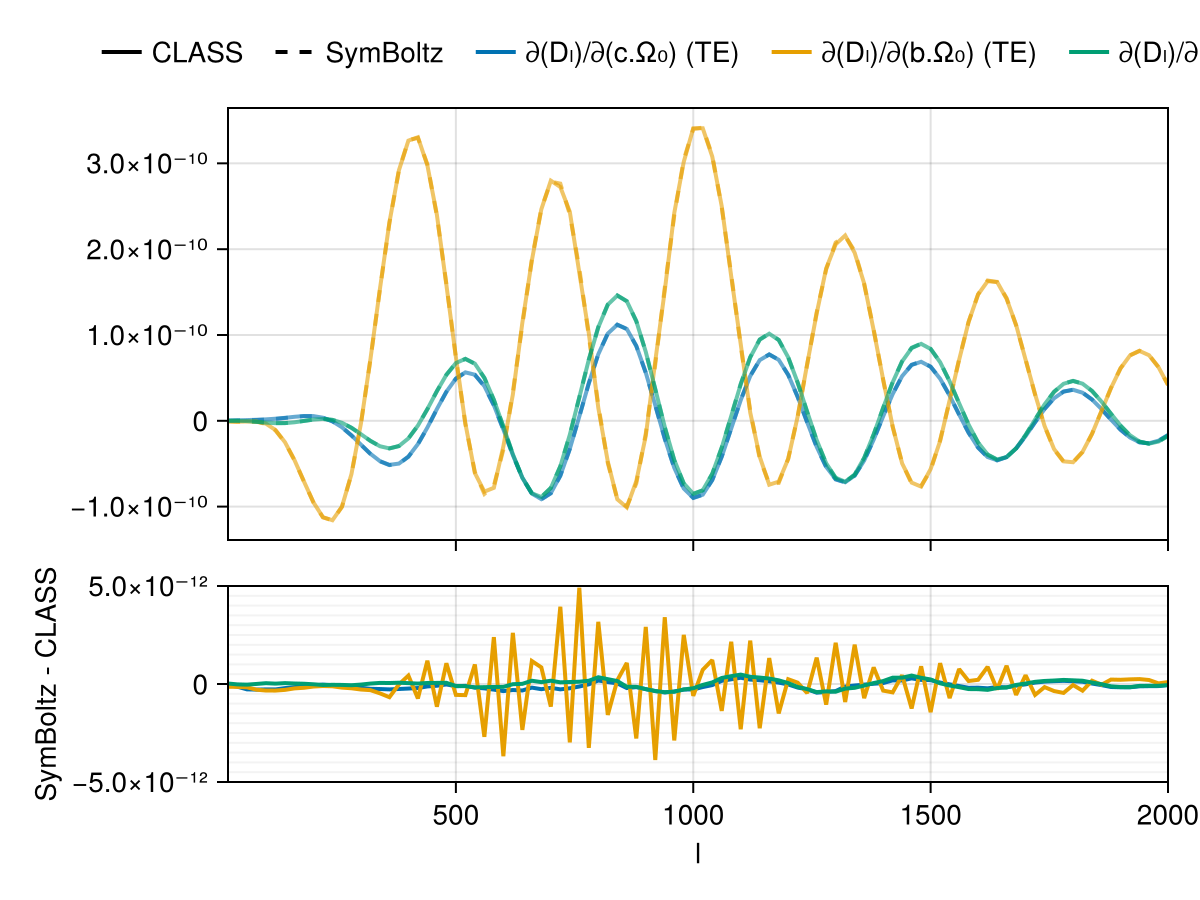 CLASS SymBoltz ∂(Dₗ)/∂(c.Ω₀) (TE) ∂(Dₗ)/∂(b.Ω₀) (TE) ∂(Dₗ)/∂
3.0×10⁻¹⁰
2.0×10⁻¹⁰
1.0×10⁻¹⁰
0
−1.0×10⁻¹⁰
SymBoltz - CLASS
5.0×10⁻¹²
0
−5.0×10⁻¹²
500 1000 1500 2000
l